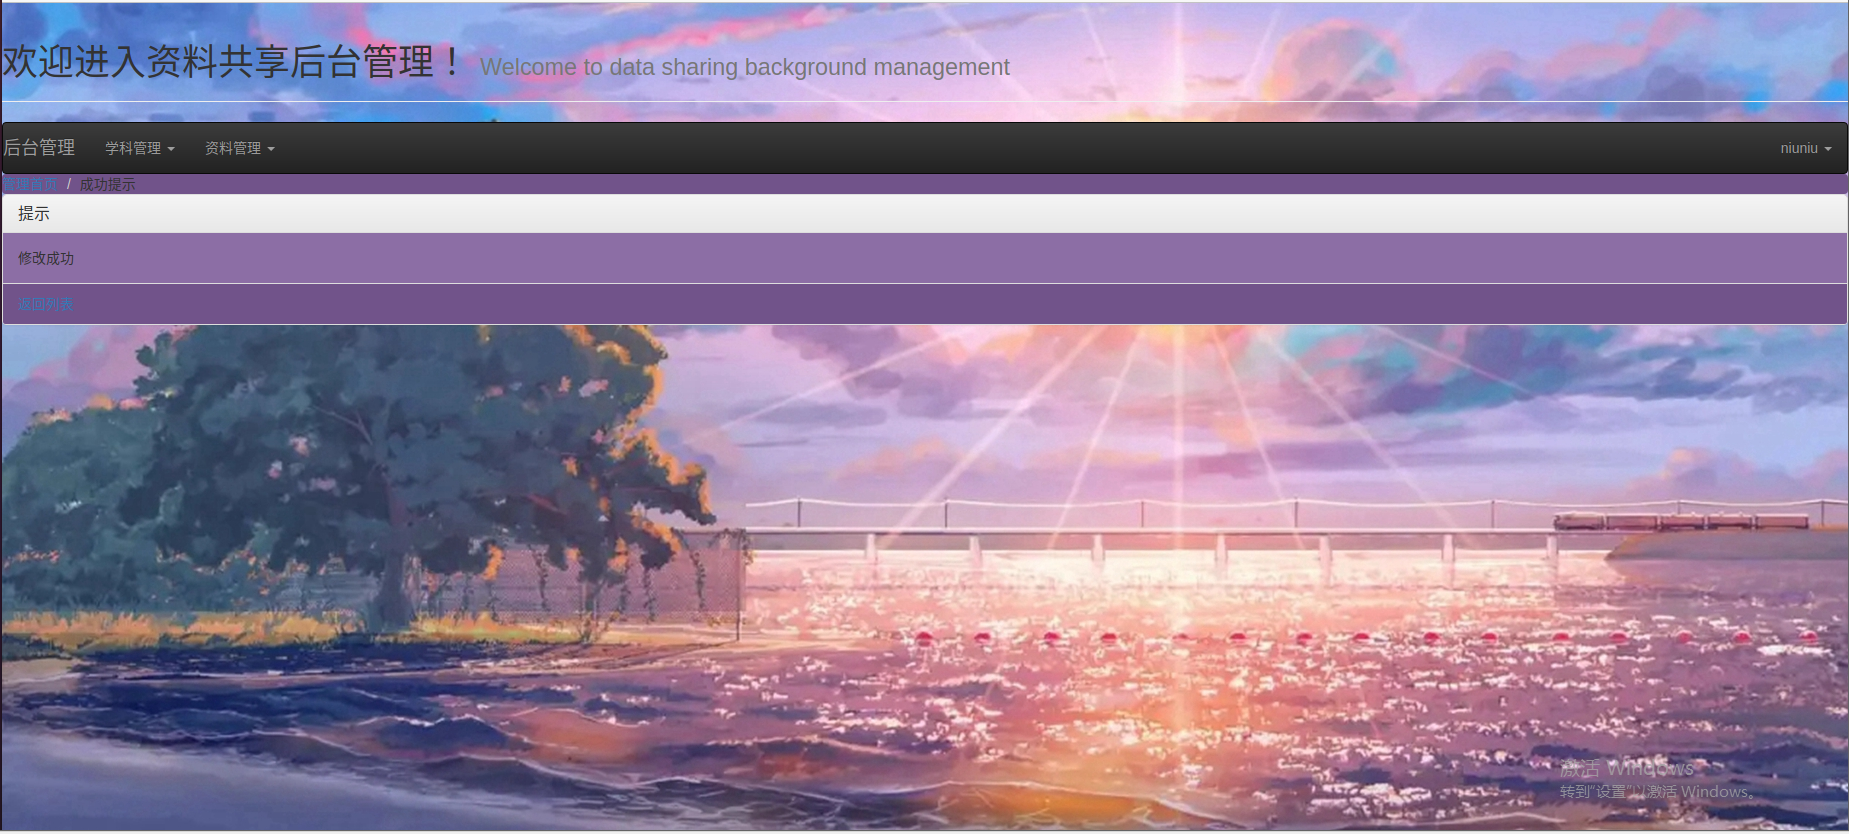 欢迎进入资料共享后台管理！ Welcome to data sharing background management
后台管理 学科管理 资料管理 niuniu
管理首页 / 成功提示
提示
修改成功
返回列表
激活 Windows
转到"设置"以激活 Windows。